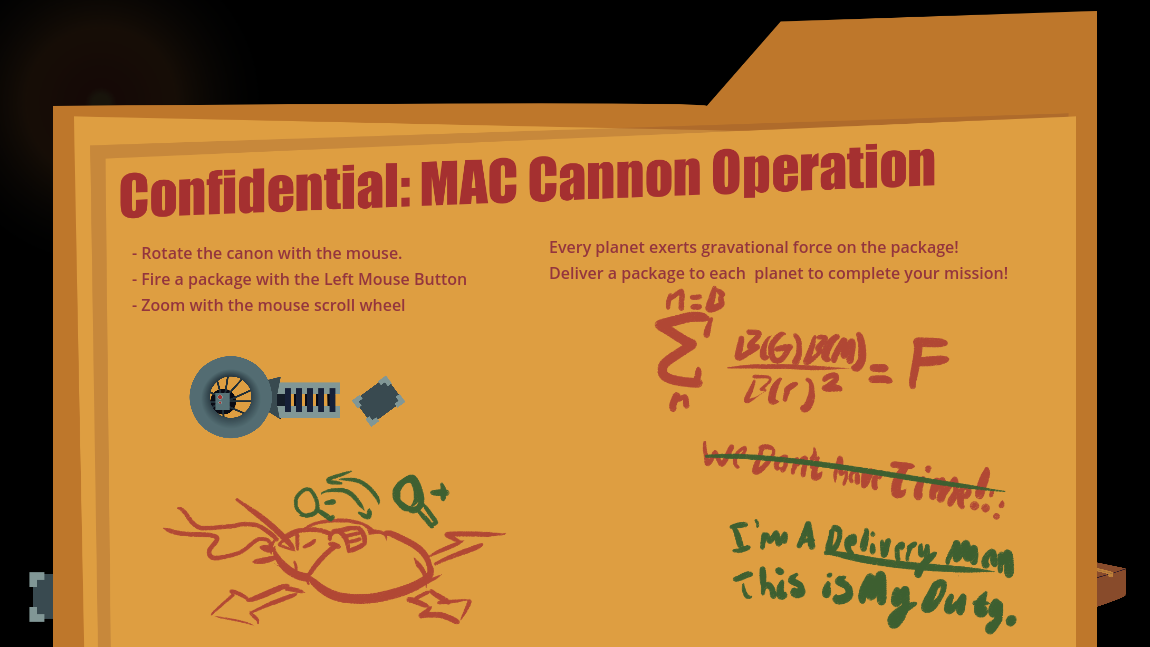 Confidential: MAC Cannon Operation
- Rotate the canon with the mouse.
- Fire a package with the Left Mouse Button
- Zoom with the mouse scroll wheel
Every planet exerts gravational force on the package!
Deliver a package to each planet to complete your mission!
n=B
Σ B(G)B(M) = F
B(r)²
n
We Dont have Time!!
I'm A Delivery Man
This is My Duty.